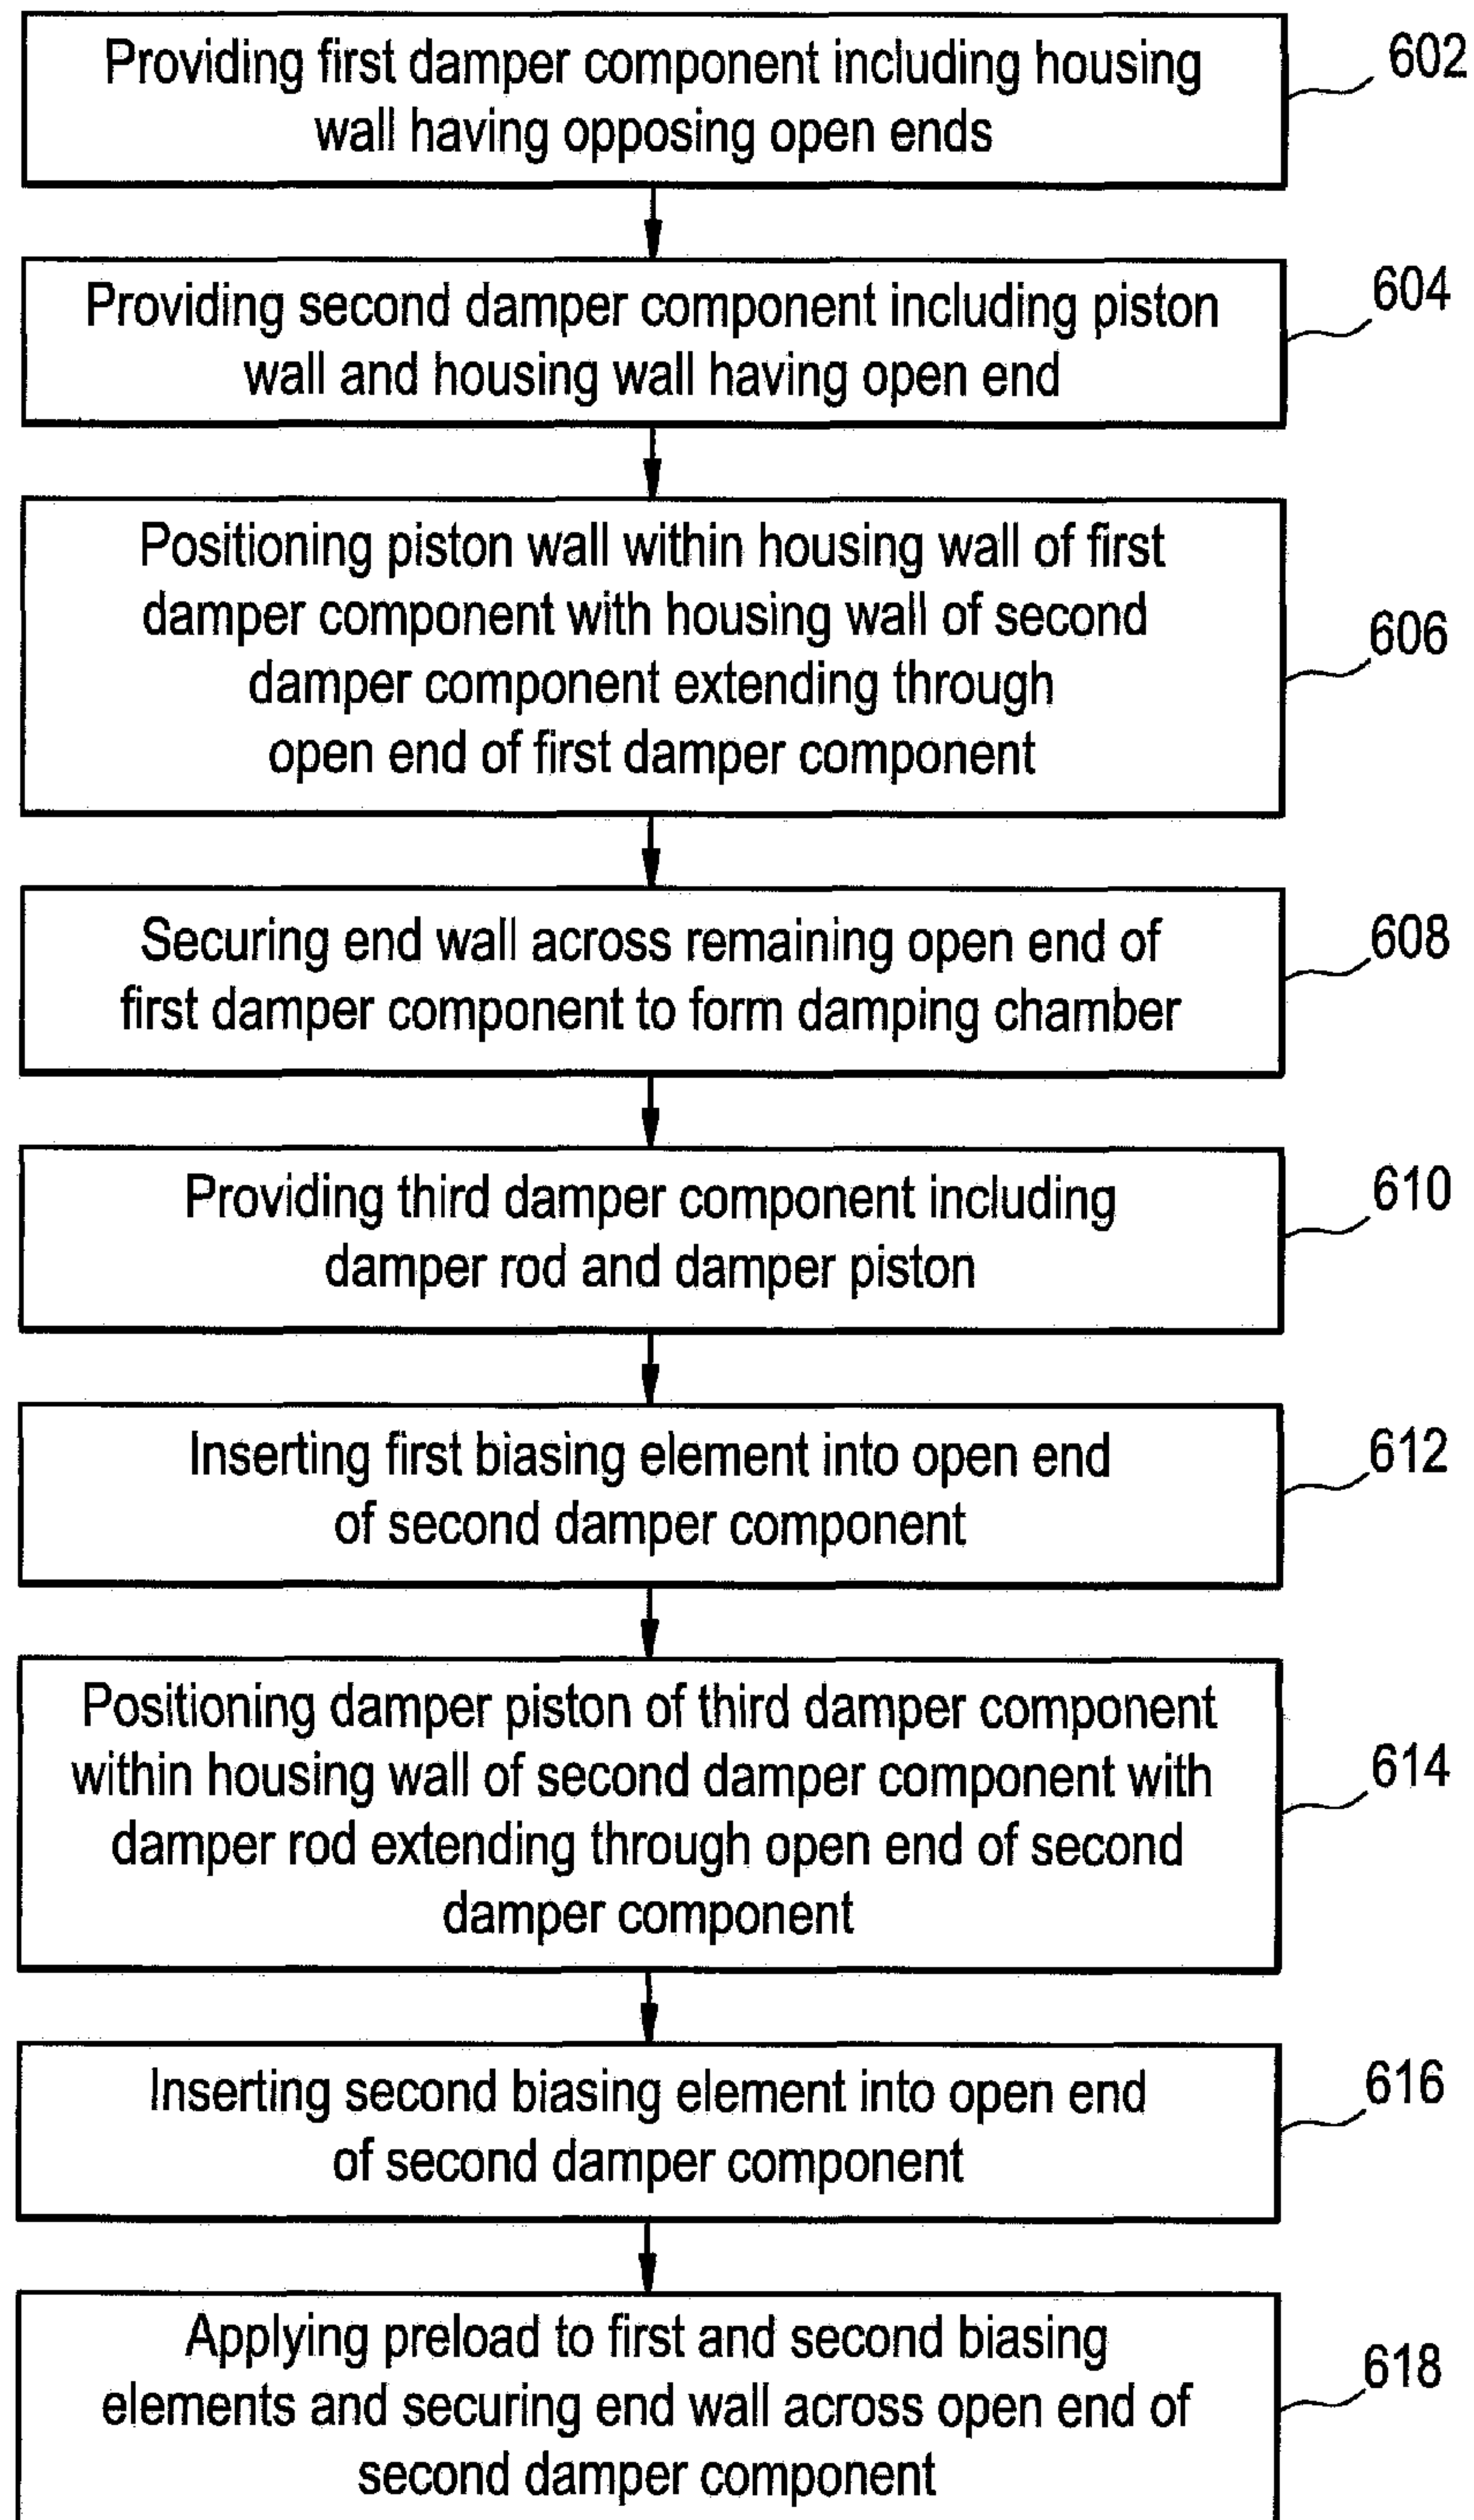 Providing first damper component including housing
wall having opposing open ends
602
Providing second damper component including piston
wall and housing wall having open end
604
Positioning piston wall within housing wall of first
damper component with housing wall of second
damper component extending through
open end of first damper component
606
Securing end wall across remaining open end of
first damper component to form damping chamber
608
Providing third damper component including
damper rod and damper piston
610
Inserting first biasing element into open end
of second damper component
612
Positioning damper piston of third damper component
within housing wall of second damper component with
damper rod extending through open end of second
damper component
614
Inserting second biasing element into open end
of second damper component
616
Applying preload to first and second biasing
elements and securing end wall across open end of
second damper component
618